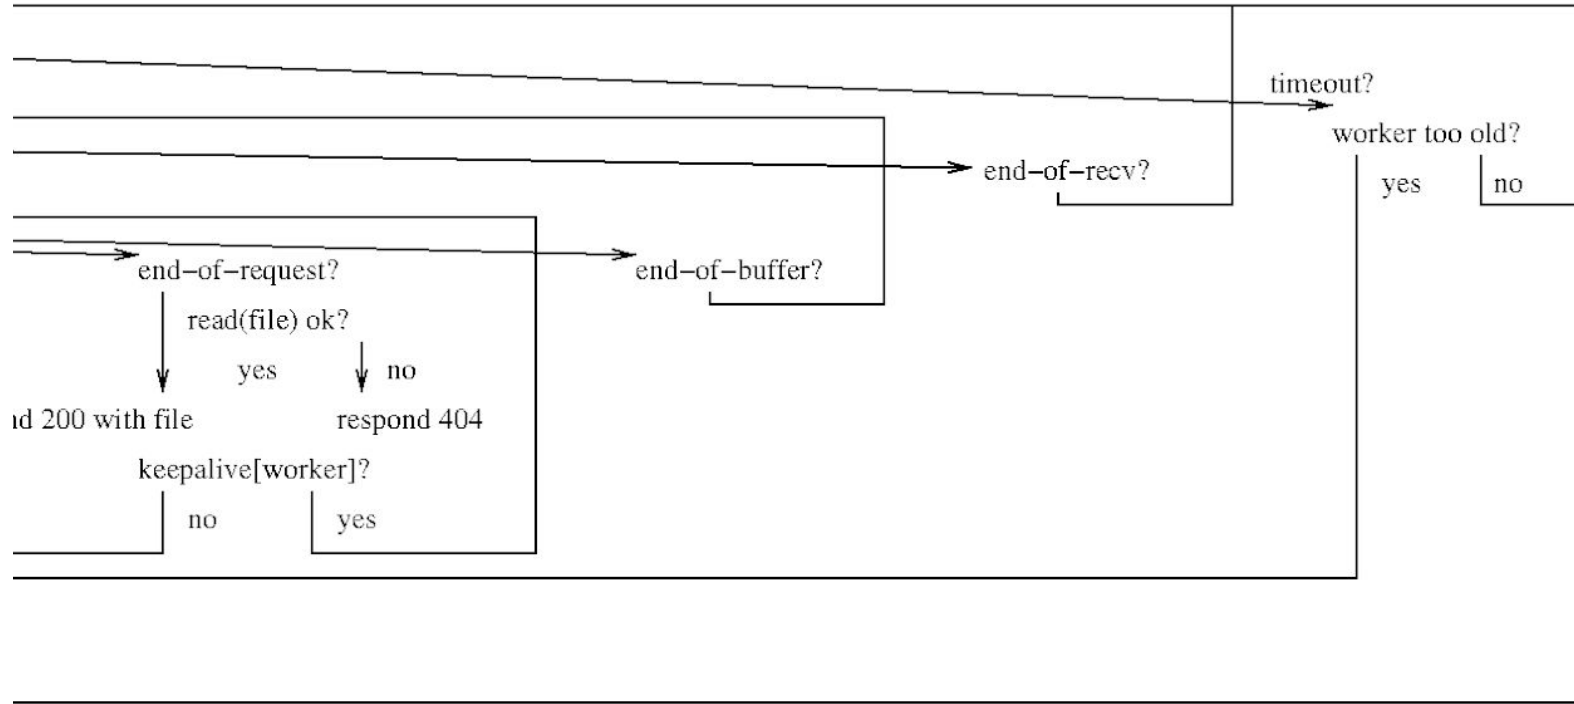 timeout?
worker too old?
end–of–recv?
yes no
end–of–request? end–of–buffer?
read(file) ok?
yes no
200 with file respond 404
keepalive[worker]?
no yes